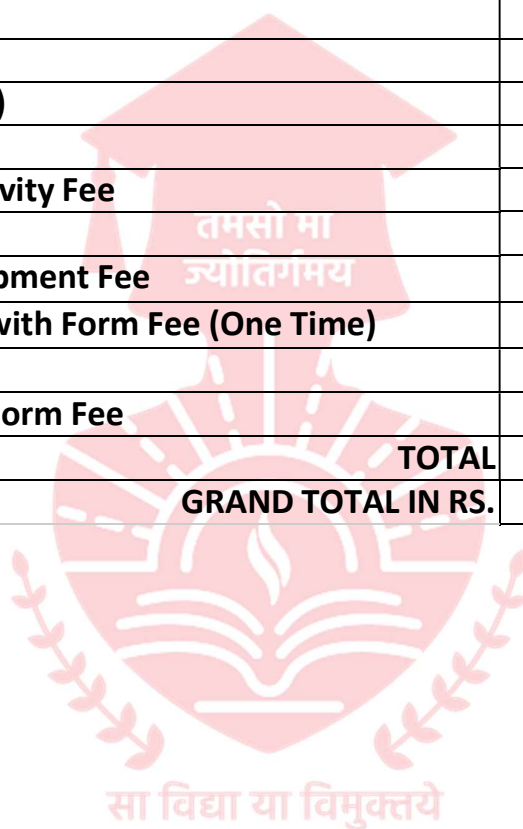 )
vity Fee
तमसो मा
ज्योतिर्गमय
pment Fee
with Form Fee (One Time)
orm Fee
TOTAL
GRAND TOTAL IN RS.
सा विद्या या विमुक्तये